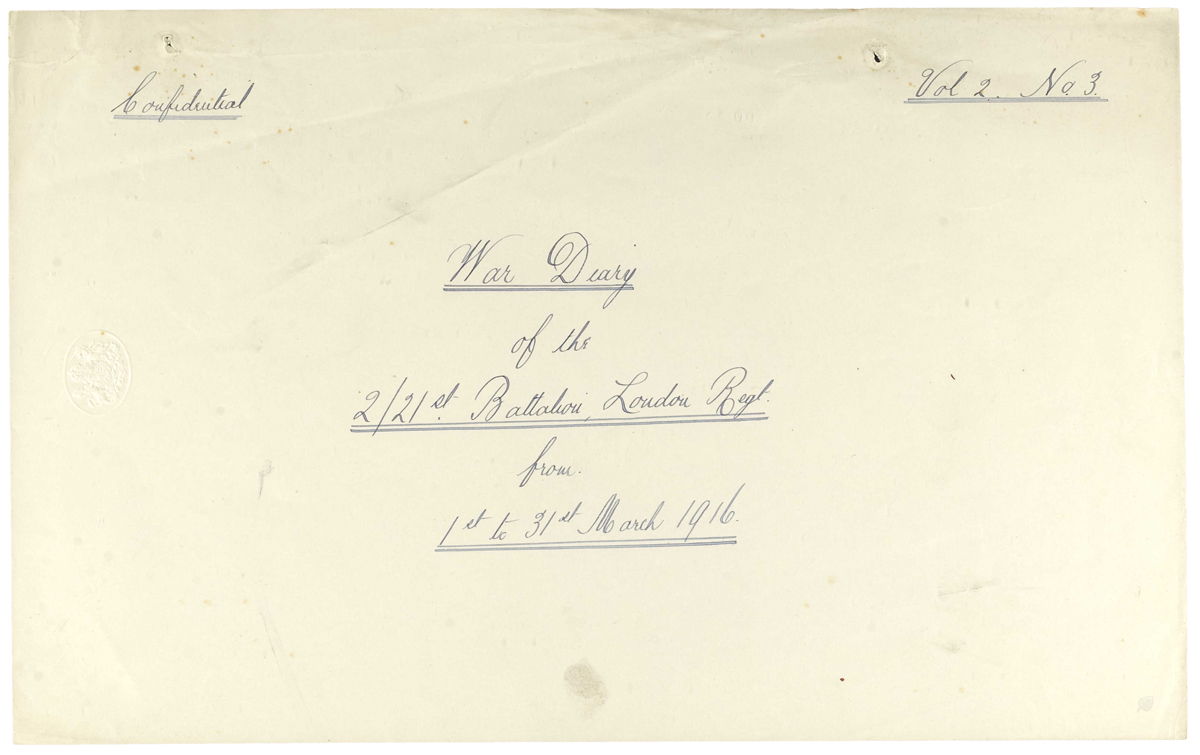 Confidential
Vol 2. No 3.
War Diary
of the
2/21st. Battalion, London Regt.
from.
1st to 31st March 1916.